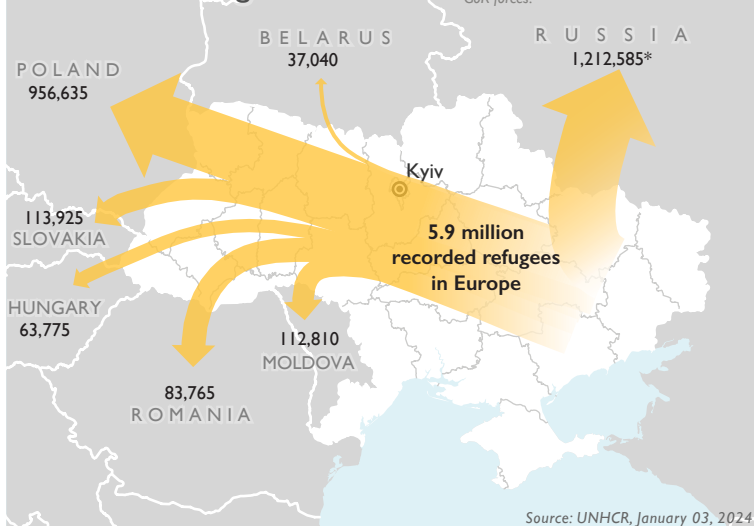 BELARUS
37,040
RUSSIA
1,212,585*
POLAND
956,635
Kyiv
113,925
SLOVAKIA
5.9 million
recorded refugees
in Europe
HUNGARY
63,775
112,810
MOLDOVA
83,765
ROMANIA
Source: UNHCR, January 03, 2024